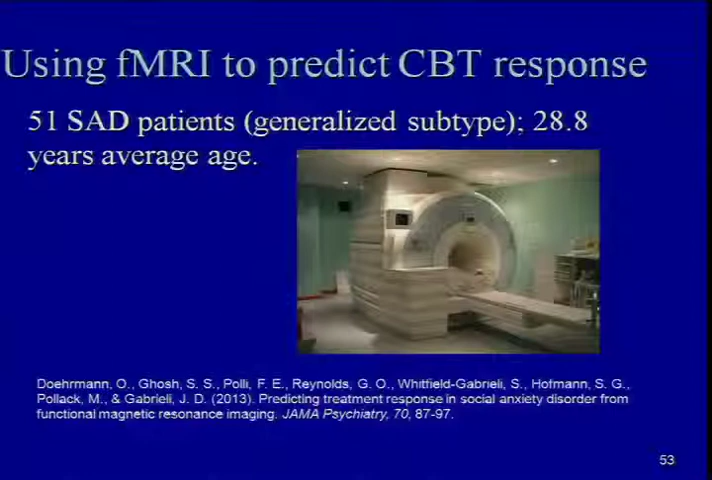 Using fMRI to predict CBT response
51 SAD patients (generalized subtype); 28.8
years average age.
Doehrmann, O., Ghosh, S. S., Polli, F. E., Reynolds, G. O., Whitfield-Gabrieli, S., Hofmann, S. G.,
Pollack, M., & Gabrieli, J. D. (2013). Predicting treatment response in social anxiety disorder from
functional magnetic resonance imaging. JAMA Psychiatry, 70, 87-97.
53